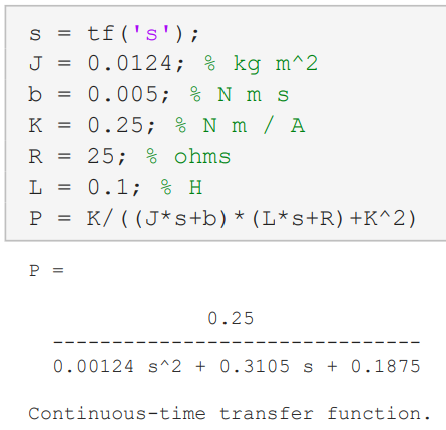 s = tf('s');
J = 0.0124; % kg m^2
b = 0.005; % N m s
K = 0.25; % N m / A
R = 25; % ohms
L = 0.1; % H
P = K/((J*s+b)*(L*s+R)+K^2)
P =
0.25
-------------------------------
0.00124 s^2 + 0.3105 s + 0.1875
Continuous-time transfer function.